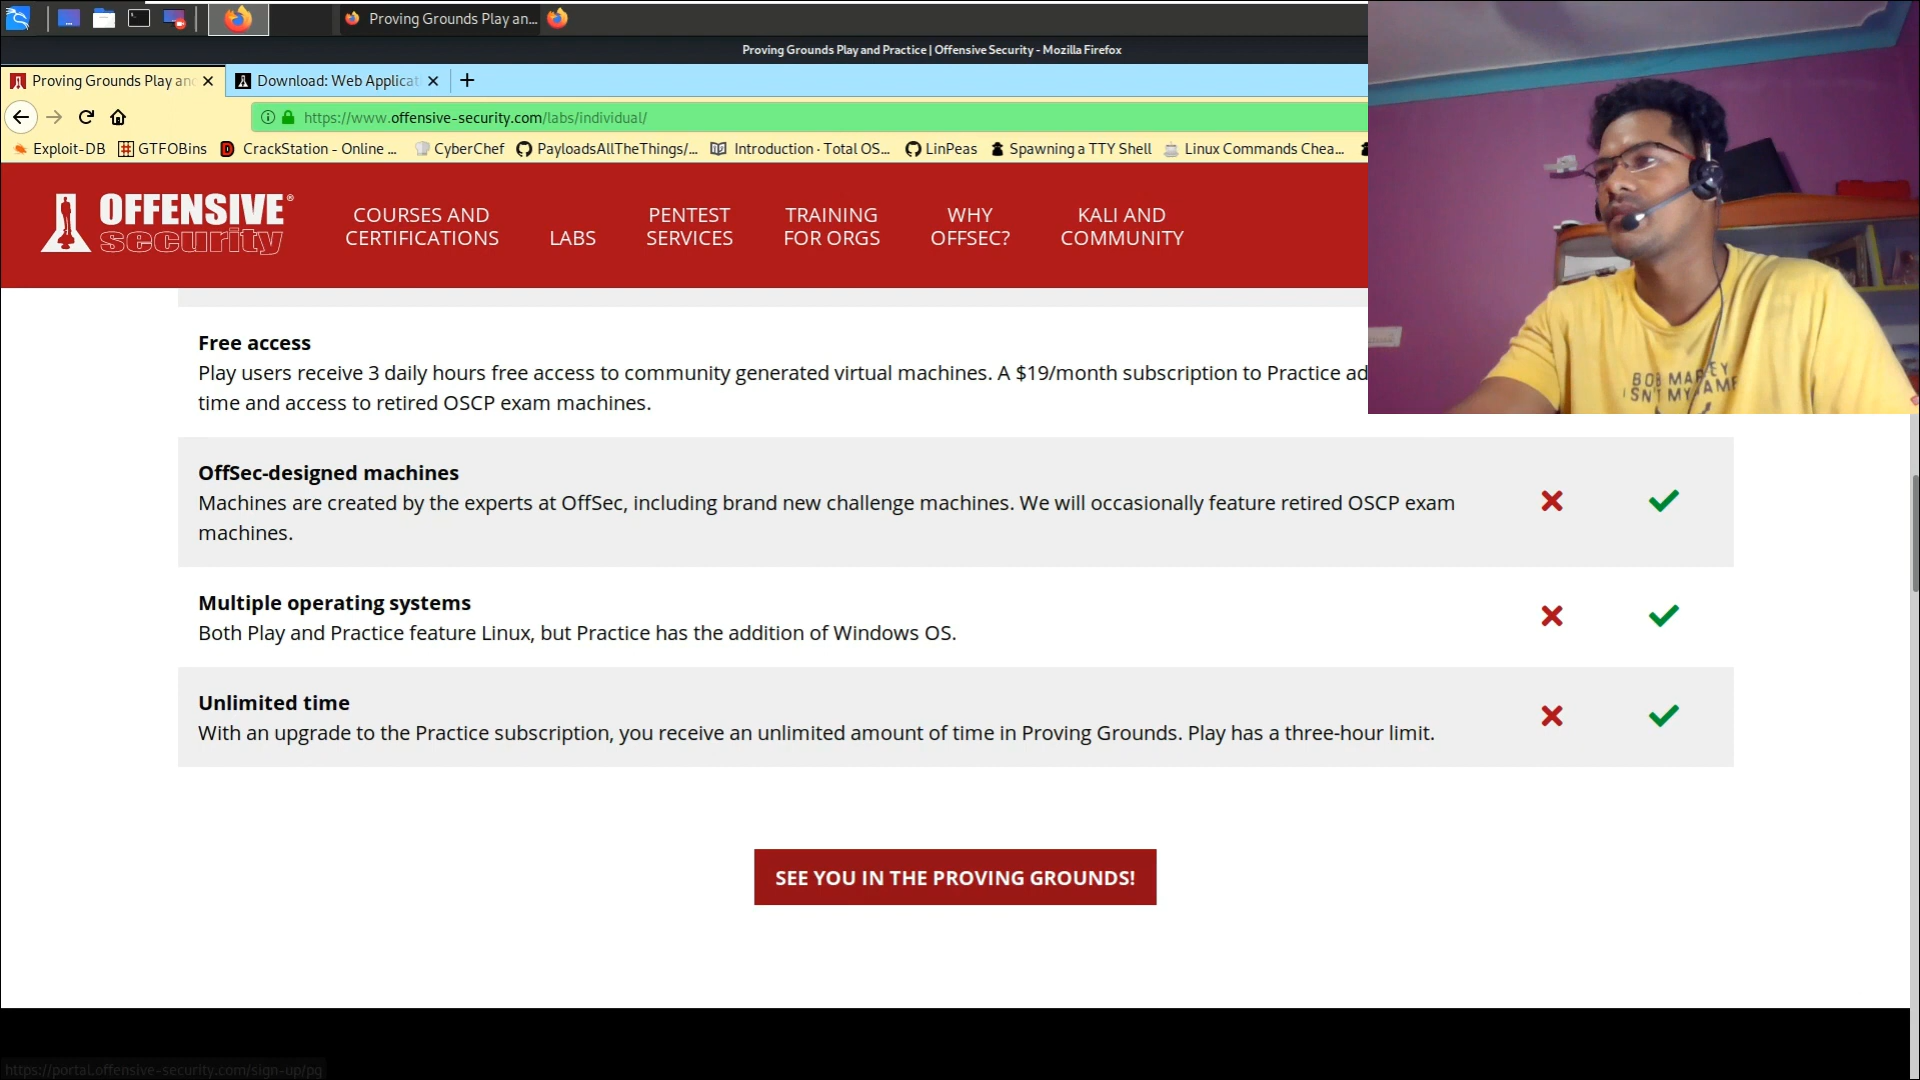 Proving Grounds Play an...
Proving Grounds Play and Practice | Offensive Security - Mozilla Firefox
Proving Grounds Play an
Download: Web Applicat
https://www.offensive-security.com/labs/individual/
Exploit-DB
GTFOBins
CrackStation - Online ...
CyberChef
PayloadsAllTheThings/...
Introduction · Total OS...
LinPeas
Spawning a TTY Shell
Linux Commands Chea...
OFFENSIVE®
security
COURSES AND
CERTIFICATIONS
LABS
PENTEST
SERVICES
TRAINING
FOR ORGS
WHY
OFFSEC?
KALI AND
COMMUNITY
Free access
Play users receive 3 daily hours free access to community generated virtual machines. A $19/month subscription to Practice ad
time and access to retired OSCP exam machines.
OffSec-designed machines
Machines are created by the experts at OffSec, including brand new challenge machines. We will occasionally feature retired OSCP exam
machines.
Multiple operating systems
Both Play and Practice feature Linux, but Practice has the addition of Windows OS.
Unlimited time
With an upgrade to the Practice subscription, you receive an unlimited amount of time in Proving Grounds. Play has a three-hour limit.
SEE YOU IN THE PROVING GROUNDS!
https://portal.offensive-security.com/sign-up/pg
BOB MARLEY
ISN'T MY NAME